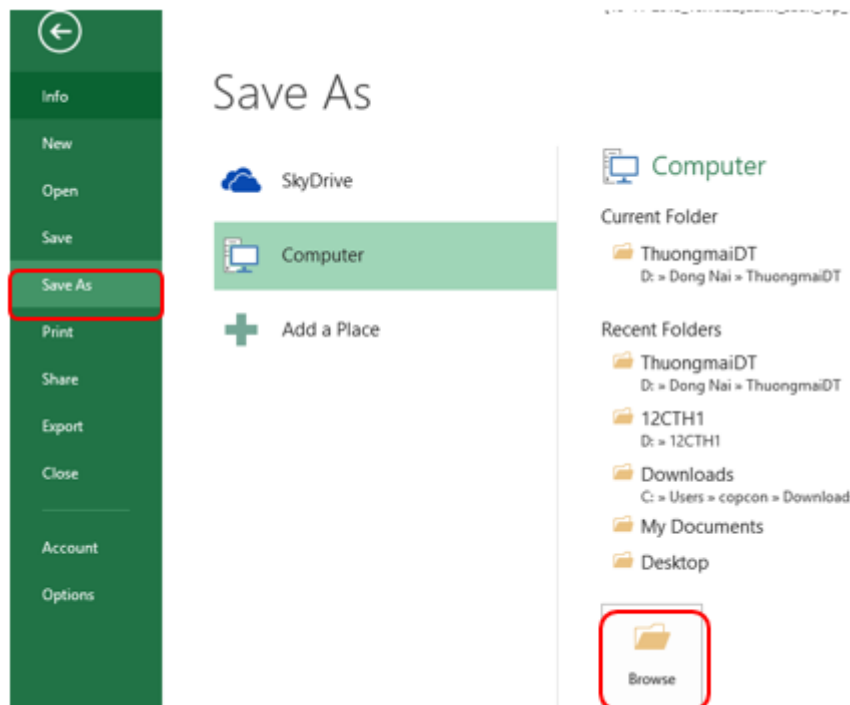 Info
New
Open
Save
Save As
Print
Share
Export
Close
Account
Options
Save As
SkyDrive
Computer
Add a Place
Computer
Current Folder
ThuongmaiDT
D: » Dong Nai » ThuongmaiDT
Recent Folders
ThuongmaiDT
D: » Dong Nai » ThuongmaiDT
12CTH1
D: » 12CTH1
Downloads
C: » Users » copcon » Download
My Documents
Desktop
Browse